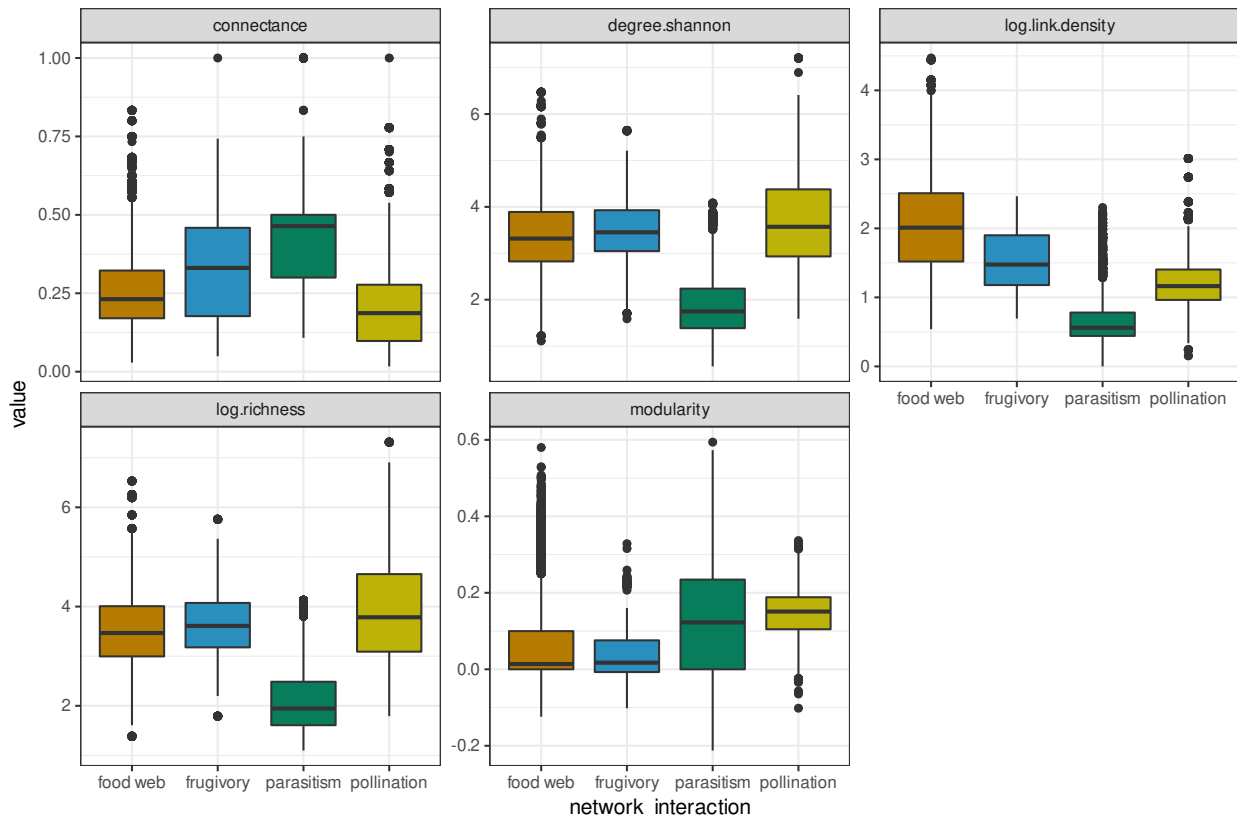 connectance
degree.shannon
log.link.density
1.00
0.75
0.50
0.25
0.00
6
4
2
4
3
2
1
0
food web frugivory parasitism pollination
value
log.richness
modularity
6
4
2
0.6
0.4
0.2
0.0
-0.2
food web frugivory parasitism pollination
food web frugivory parasitism pollination
network interaction